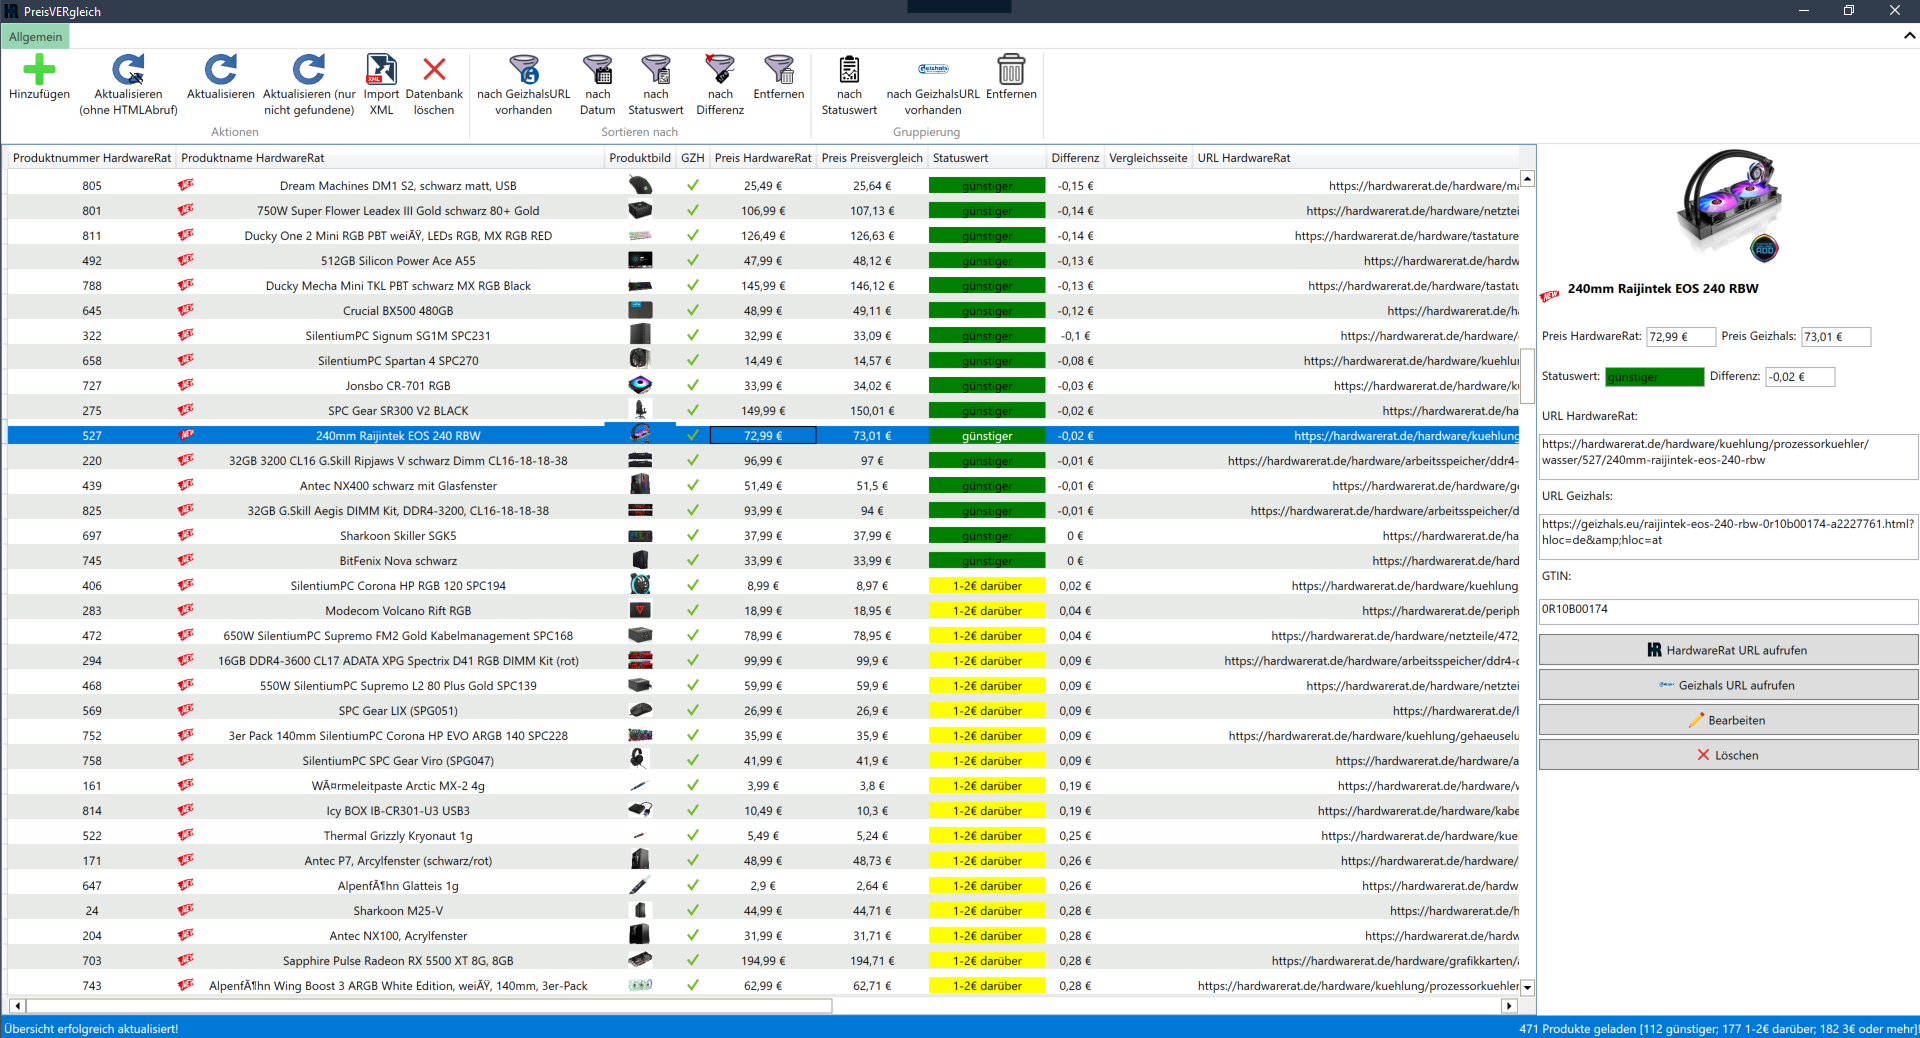 PreisVERgleich
Allgemein
Hinzufügen
Aktualisieren
(ohne HTMLAbruf)
Aktualisieren
Aktualisieren (nur
nicht gefundene)
Import
XML
Datenbank
löschen
nach GeizhalsURL
vorhanden
nach
Datum
nach
Statuswert
nach
Differenz
Entfernen
nach
Statuswert
nach GeizhalsURL
vorhanden
Entfernen
Aktionen
Sortieren nach
Gruppierung
Produktnummer HardwareRat Produktname HardwareRat Produktbild GZH Preis HardwareRat Preis Preisvergleich Statuswert Differenz Vergleichsseite URL HardwareRat
805 Dream Machines DM1 S2, schwarz matt, USB 25,49 € 25,64 € günstiger -0,15 € https://hardwarerat.de/hardware/ma
801 750W Super Flower Leadex III Gold schwarz 80+ Gold 106,99 € 107,13 € günstiger -0,14 € https://hardwarerat.de/hardware/netztei
811 Ducky One 2 Mini RGB PBT weiÃŸ, LEDs RGB, MX RGB RED 126,49 € 126,63 € günstiger -0,14 € https://hardwarerat.de/hardware/tastature
492 512GB Silicon Power Ace A55 47,99 € 48,12 € günstiger -0,13 € https://hardwarerat.de/hardw
788 Ducky Mecha Mini TKL PBT schwarz MX RGB Black 145,99 € 146,12 € günstiger -0,13 € https://hardwarerat.de/hardware/tastatu
645 Crucial BX500 480GB 48,99 € 49,11 € günstiger -0,12 € https://hardwarerat.de/h
322 SilentiumPC Signum SG1M SPC231 32,99 € 33,09 € günstiger -0,1 € https://hardwarerat.de/hardware/
658 SilentiumPC Spartan 4 SPC270 14,49 € 14,57 € günstiger -0,08 € https://hardwarerat.de/hardware/kuehlu
727 Jonsbo CR-701 RGB 33,99 € 34,02 € günstiger -0,03 € https://hardwarerat.de/hardware/k
275 SPC Gear SR300 V2 BLACK 149,99 € 150,01 € günstiger -0,02 € https://hardwarerat.de/ha
527 240mm Raijintek EOS 240 RBW 72,99 € 73,01 € günstiger -0,02 € https://hardwarerat.de/hardware/kuehlung
220 32GB 3200 CL16 G.Skill Ripjaws V schwarz Dimm CL16-18-18-38 96,99 € 97 € günstiger -0,01 € https://hardwarerat.de/hardware/arbeitsspeicher/ddr4-
439 Antec NX400 schwarz mit Glasfenster 51,49 € 51,5 € günstiger -0,01 € https://hardwarerat.de/hardware/ge
825 32GB G.Skill Aegis DIMM Kit, DDR4-3200, CL16-18-18-38 93,99 € 94 € günstiger -0,01 € https://hardwarerat.de/hardware/arbeitsspeicher/d
697 Sharkoon Skiller SGK5 37,99 € 37,99 € günstiger 0 € https://hardwarerat.de/ha
745 BitFenix Nova schwarz 33,99 € 33,99 € günstiger 0 € https://hardwarerat.de/hard
406 SilentiumPC Corona HP RGB 120 SPC194 8,99 € 8,97 € 1-2€ darüber 0,02 € https://hardwarerat.de/hardware/kuehlung
283 Modecom Volcano Rift RGB 18,99 € 18,95 € 1-2€ darüber 0,04 € https://hardwarerat.de/hardware/periph
472 650W SilentiumPC Supremo FM2 Gold Kabelmanagement SPC168 78,99 € 78,95 € 1-2€ darüber 0,04 € https://hardwarerat.de/hardware/netzteile/472,
294 16GB DDR4-3600 CL17 ADATA XPG Spectrix D41 RGB DIMM Kit (rot) 99,99 € 99,9 € 1-2€ darüber 0,09 € https://hardwarerat.de/hardware/arbeitsspeicher/ddr4-c
468 550W SilentiumPC Supremo L2 80 Plus Gold SPC139 59,99 € 59,9 € 1-2€ darüber 0,09 € https://hardwarerat.de/hardware/netztei
569 SPC Gear LIX (SPG051) 26,99 € 26,9 € 1-2€ darüber 0,09 € https://hardwarerat.de/h
752 3er Pack 140mm SilentiumPC Corona HP EVO ARGB 140 SPC228 35,99 € 35,9 € 1-2€ darüber 0,09 € https://hardwarerat.de/hardware/kuehlung/gehaeuselu
758 SilentiumPC SPC Gear Viro (SPG047) 41,99 € 41,9 € 1-2€ darüber 0,09 € https://hardwarerat.de/hardware/a
161 WÃ¤rmeleitpaste Arctic MX-2 4g 3,99 € 3,8 € 1-2€ darüber 0,19 € https://hardwarerat.de/hardware/v
814 Icy BOX IB-CR301-U3 USB3 10,49 € 10,3 € 1-2€ darüber 0,19 € https://hardwarerat.de/hardware/kabe
522 Thermal Grizzly Kryonaut 1g 5,49 € 5,24 € 1-2€ darüber 0,25 € https://hardwarerat.de/hardware/kue
171 Antec P7, Arcylfenster (schwarz/rot) 48,99 € 48,73 € 1-2€ darüber 0,26 € https://hardwarerat.de/hardware/
647 AlpenfÃ¶hn Glatteis 1g 2,9 € 2,64 € 1-2€ darüber 0,26 € https://hardwarerat.de/hardw
24 Sharkoon M25-V 44,99 € 44,71 € 1-2€ darüber 0,28 € https://hardwarerat.de/h
204 Antec NX100, Acrylfenster 31,99 € 31,71 € 1-2€ darüber 0,28 € https://hardwarerat.de/hardw
703 Sapphire Pulse Radeon RX 5500 XT 8G, 8GB 194,99 € 194,71 € 1-2€ darüber 0,28 € https://hardwarerat.de/hardware/grafikkarten/
743 AlpenfÃ¶hn Wing Boost 3 ARGB White Edition, weiÃŸ, 140mm, 3er-Pack 62,99 € 62,71 € 1-2€ darüber 0,28 € https://hardwarerat.de/hardware/kuehlung/prozessorkuehler
240mm Raijintek EOS 240 RBW
Preis HardwareRat: 72,99 € Preis Geizhals: 73,01 €
Statuswert: günstiger Differenz: -0,02 €
URL HardwareRat:
https://hardwarerat.de/hardware/kuehlung/prozessorkuehler/
wasser/527/240mm-raijintek-eos-240-rbw
URL Geizhals:
https://geizhals.eu/raijintek-eos-240-rbw-0r10b00174-a2227761.html?
hloc=de&amp;hloc=at
GTIN:
0R10B00174
HardwareRat URL aufrufen
Geizhals URL aufrufen
Bearbeiten
Löschen
Übersicht erfolgreich aktualisiert!
471 Produkte geladen [112 günstiger; 177 1-2€ darüber; 182 3€ oder mehr]!